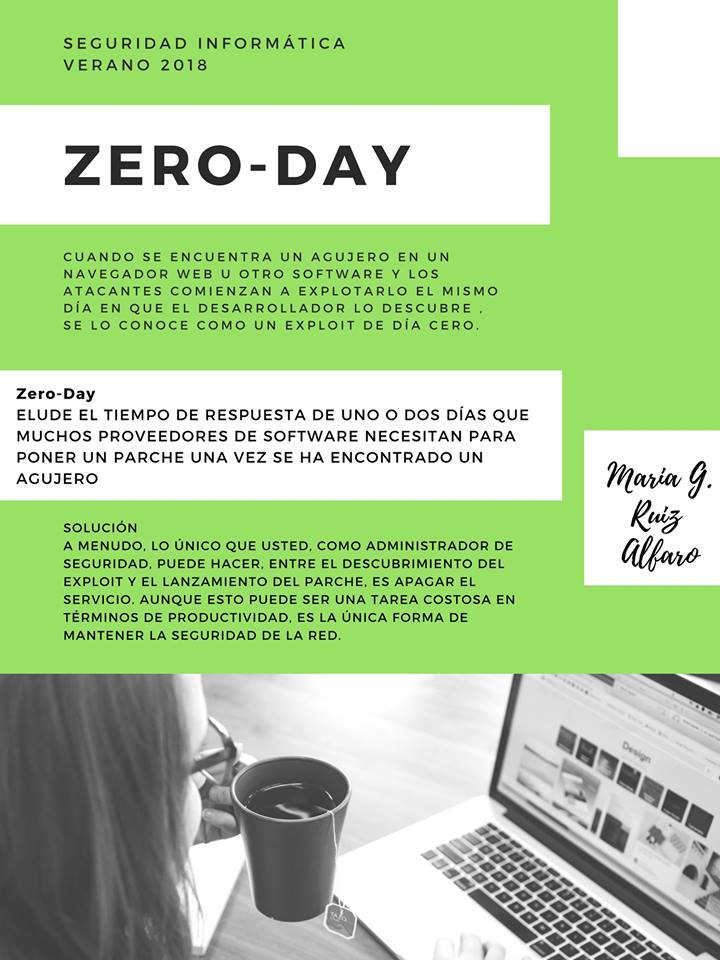 SEGURIDAD INFORMÁTICA
VERANO 2018
ZERO-DAY
CUANDO SE ENCUENTRA UN AGUJERO EN UN
NAVEGADOR WEB U OTRO SOFTWARE Y LOS
ATACANTES COMIENZAN A EXPLOTARLO EL MISMO
DÍA EN QUE EL DESARROLLADOR LO DESCUBRE ,
SE LO CONOCE COMO UN EXPLOIT DE DÍA CERO.
Zero-Day
ELUDE EL TIEMPO DE RESPUESTA DE UNO O DOS DÍAS QUE
MUCHOS PROVEEDORES DE SOFTWARE NECESITAN PARA
PONER UN PARCHE UNA VEZ SE HA ENCONTRADO UN
AGUJERO
María G.
Ruiz
Alfaro
SOLUCIÓN
A MENUDO, LO ÚNICO QUE USTED, COMO ADMINISTRADOR DE
SEGURIDAD, PUEDE HACER, ENTRE EL DESCUBRIMIENTO DEL
EXPLOIT Y EL LANZAMIENTO DEL PARCHE, ES APAGAR EL
SERVICIO. AUNQUE ESTO PUEDE SER UNA TAREA COSTOSA EN
TÉRMINOS DE PRODUCTIVIDAD, ES LA ÚNICA FORMA DE
MANTENER LA SEGURIDAD DE LA RED.
Design